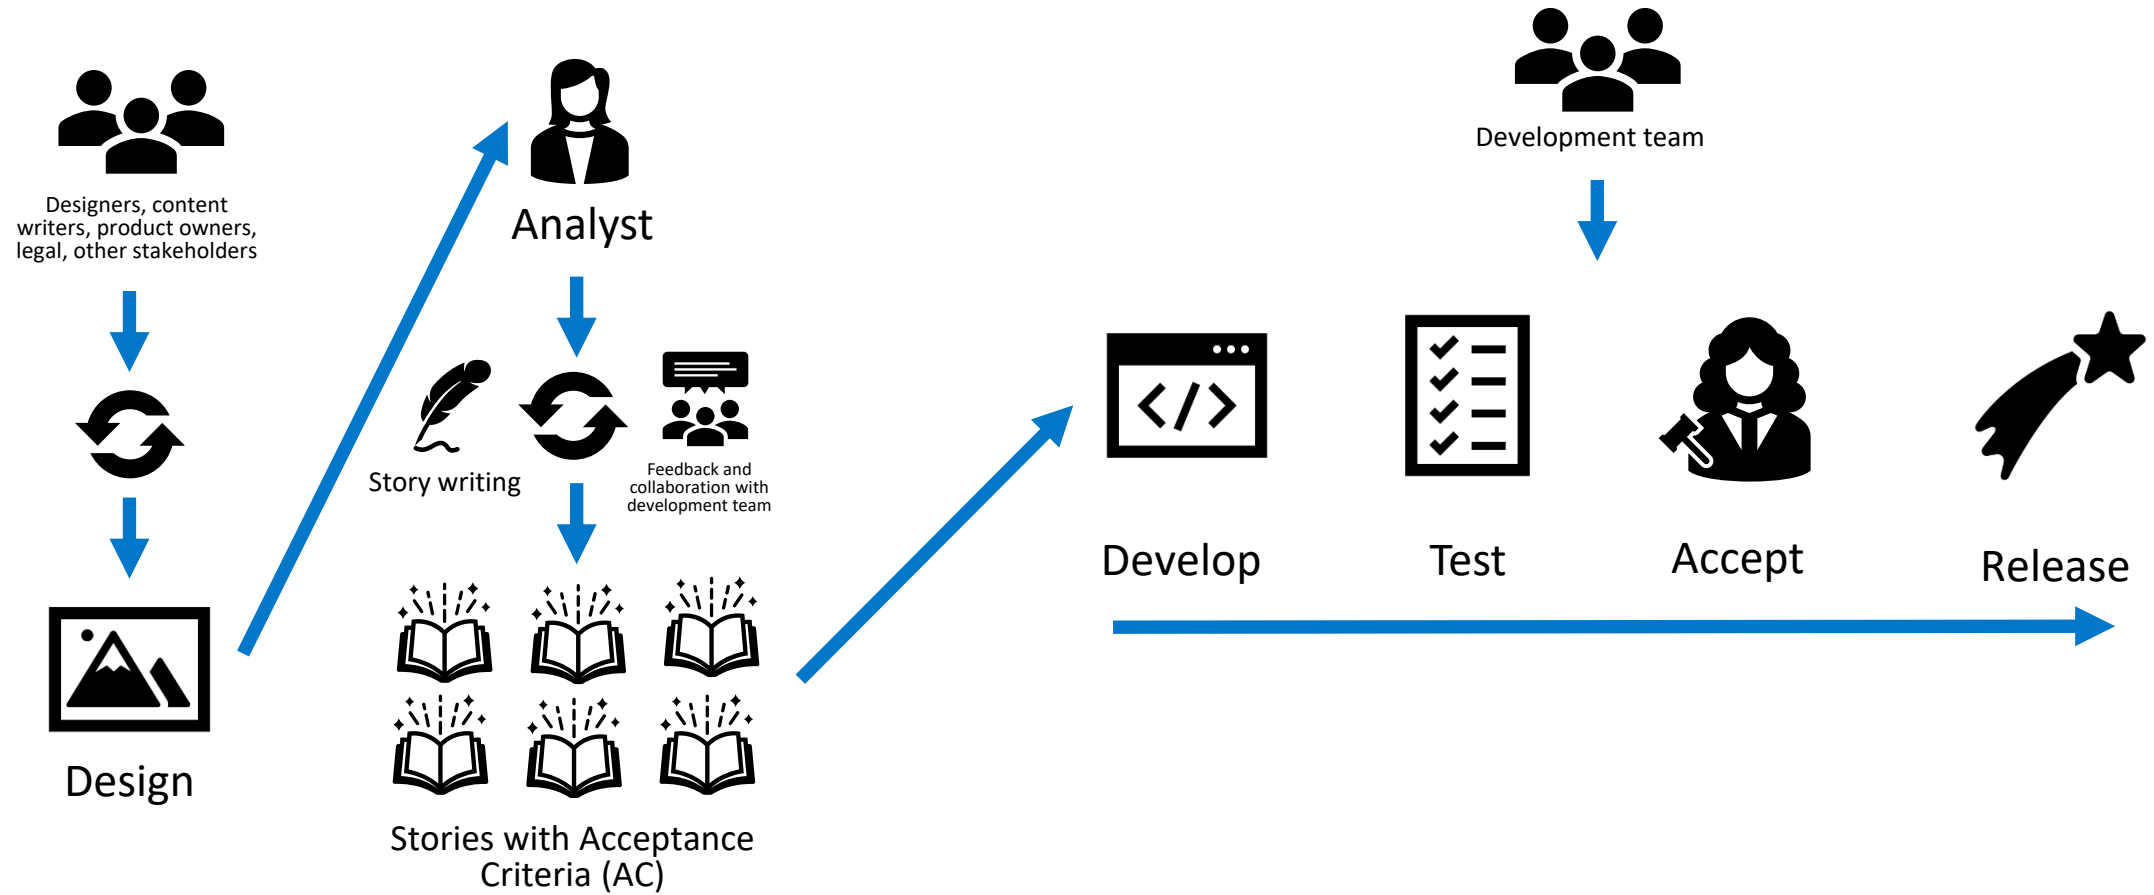 Designers, content
writers, product owners,
legal, other stakeholders
Design
Analyst
Story writing
Feedback and
collaboration with
development team
Stories with Acceptance
Criteria (AC)
Development team
</>
Develop
Test
Accept
Release